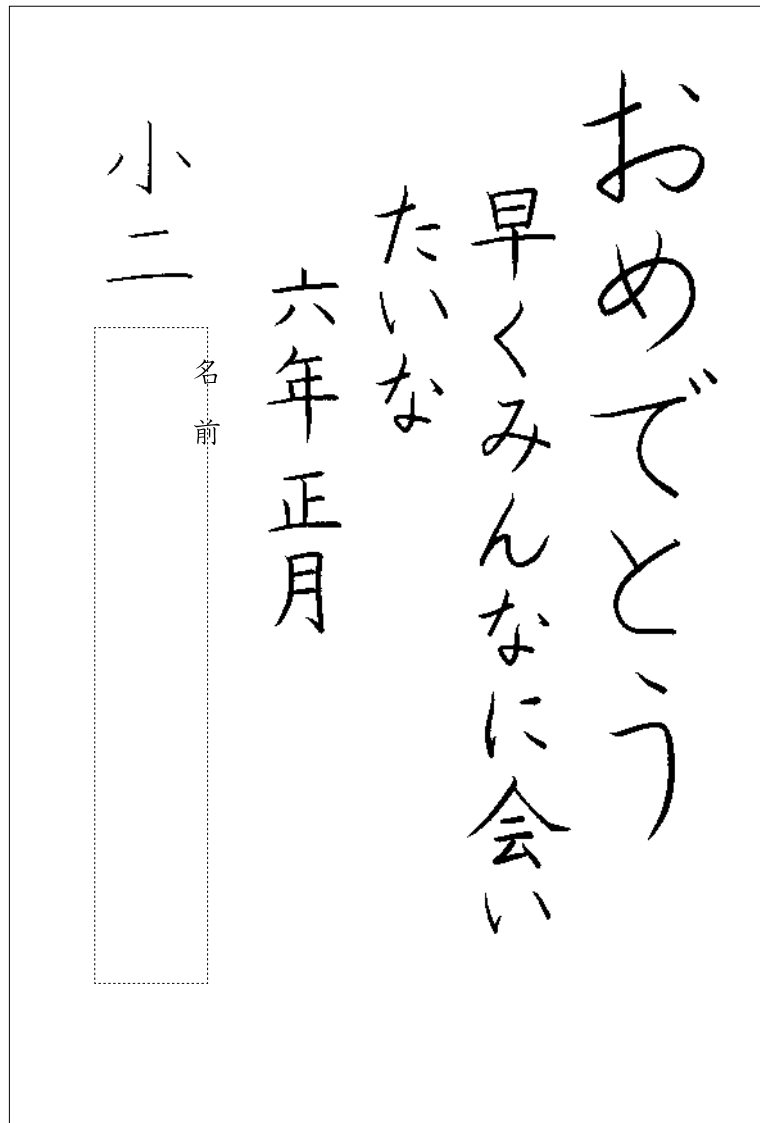 おめでとう
早くみんなに会い
たいな
六年正月
小二
名前